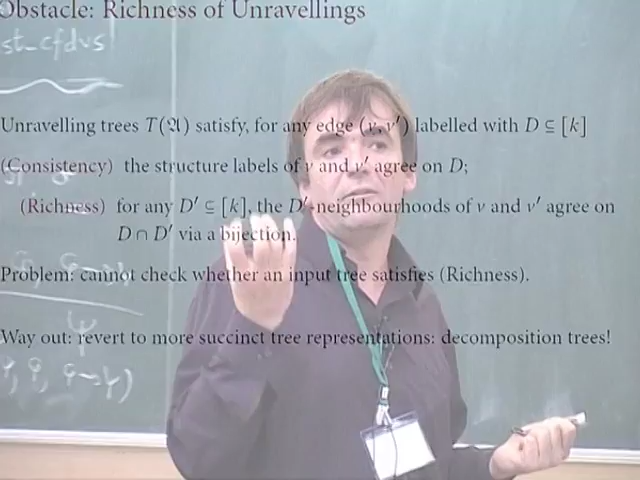 Obstacle: Richness of Unravellings
Unravelling trees T(𝔄) satisfy, for any edge (v, v′) labelled with D ⊆ [k]
(Consistency) the structure labels of v and v′ agree on D;
(Richness) for any D′ ⊆ [k], the D′-neighbourhoods of v and v′ agree on
D ∩ D′ via a bijection.
Problem: cannot check whether an input tree satisfies (Richness).
Way out: revert to more succinct tree representations: decomposition trees!